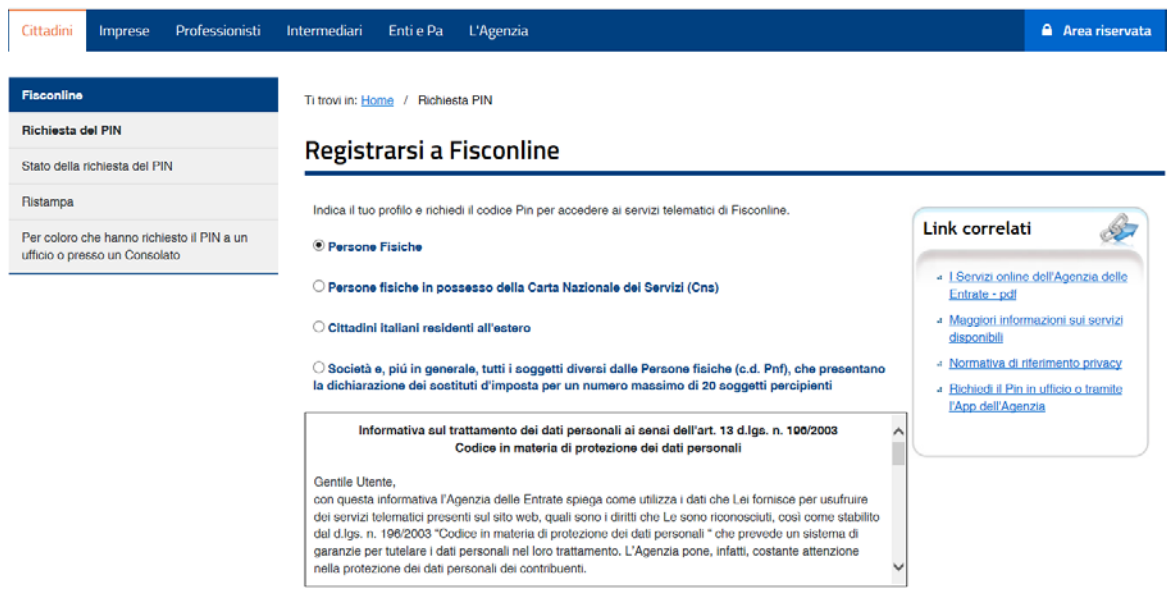 Cittadini Imprese Professionisti Intermediari Enti e Pa L'Agenzia Area riservata
Fisconline
Richiesta del PIN
Stato della richiesta del PIN
Ristampa
Per coloro che hanno richiesto il PIN a un
ufficio o presso un Consolato
Ti trovi in: Home / Richiesta PIN
Registrarsi a Fisconline
Indica il tuo profilo e richiedi il codice Pin per accedere ai servizi telematici di Fisconline.
Persone Fisiche
Persone fisiche in possesso della Carta Nazionale dei Servizi (Cns)
Cittadini italiani residenti all'estero
Società e, piú in generale, tutti i soggetti diversi dalle Persone fisiche (c.d. Pnf), che presentano
la dichiarazione dei sostituti d'imposta per un numero massimo di 20 soggetti percipienti
Informativa sul trattamento dei dati personali ai sensi dell'art. 13 d.lgs. n. 196/2003
Codice in materia di protezione dei dati personali
Gentile Utente,
con questa informativa l'Agenzia delle Entrate spiega come utilizza i dati che Lei fornisce per usufruire
dei servizi telematici presenti sul sito web, quali sono i diritti che Le sono riconosciuti, così come stabilito
dal d.lgs. n. 196/2003 "Codice in materia di protezione dei dati personali " che prevede un sistema di
garanzie per tutelare i dati personali nel loro trattamento. L'Agenzia pone, infatti, costante attenzione
nella protezione dei dati personali dei contribuenti.
Link correlati
I Servizi online dell'Agenzia delle
Entrate - pdf
Maggiori informazioni sui servizi
disponibili
Normativa di riferimento privacy
Richiedi il Pin in ufficio o tramite
l'App dell'Agenzia